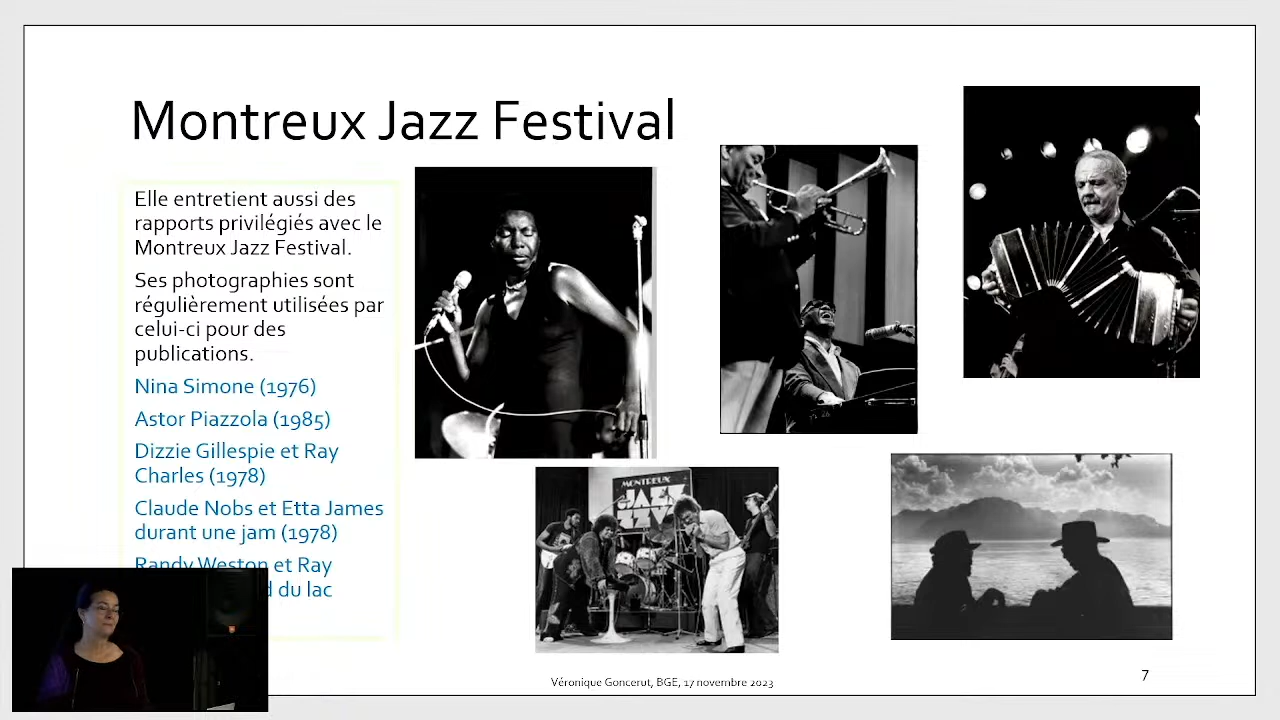 Montreux Jazz Festival
Elle entretient aussi des
rapports privilégiés avec le
Montreux Jazz Festival.
Ses photographies sont
régulièrement utilisées par
celui-ci pour des
publications.
Nina Simone (1976)
Astor Piazzola (1985)
Dizzie Gillespie et Ray
Charles (1978)
Claude Nobs et Etta James
durant une jam (1978)
Randy Weston et Ray
du lac
MONTREUX
JAZZ
Véronique Goncerut, BGE, 17 novembre 2023
7